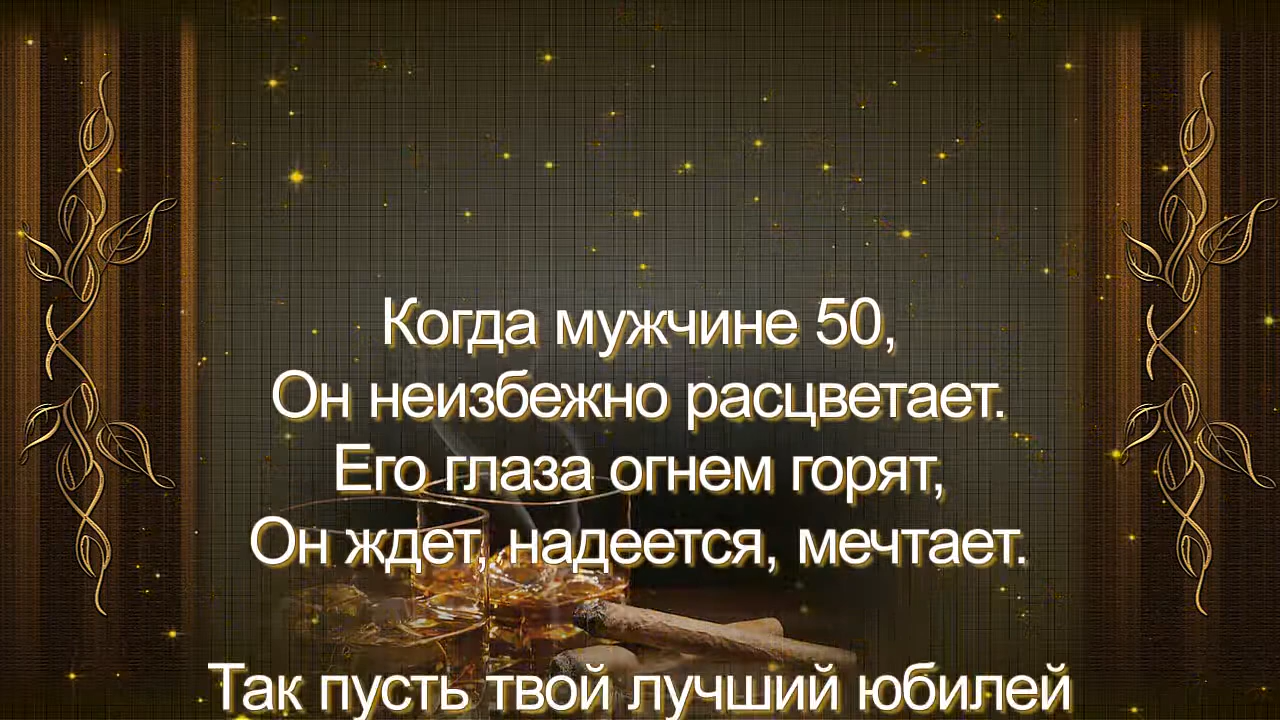 Когда мужчине 50,
Он неизбежно расцветает.
Его глаза огнем горят,
Он ждет, надеется, мечтает.
Так пусть твой лучший юбилей